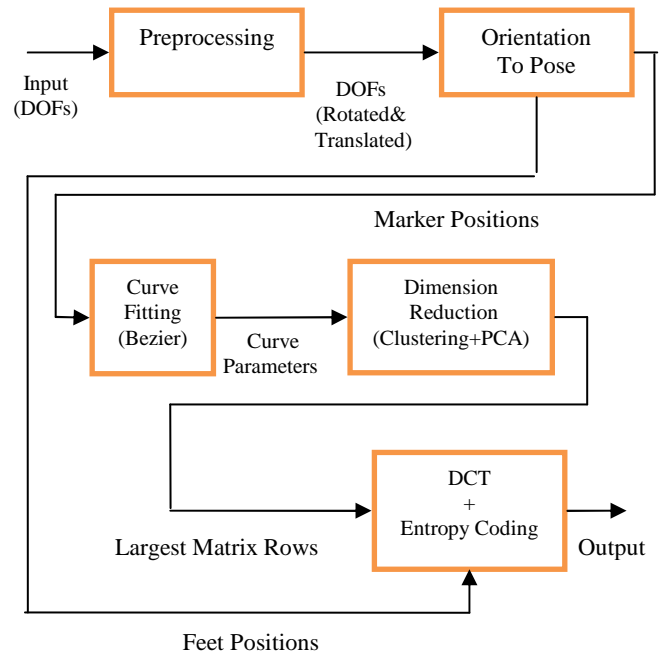 Preprocessing
Orientation
To Pose
Input
(DOFs)
DOFs
(Rotated&
Translated)
Marker Positions
Curve
Fitting
(Bezier)
Curve
Parameters
Dimension
Reduction
(Clustering+PCA)
DCT
+
Entropy Coding
Largest Matrix Rows
Output
Feet Positions